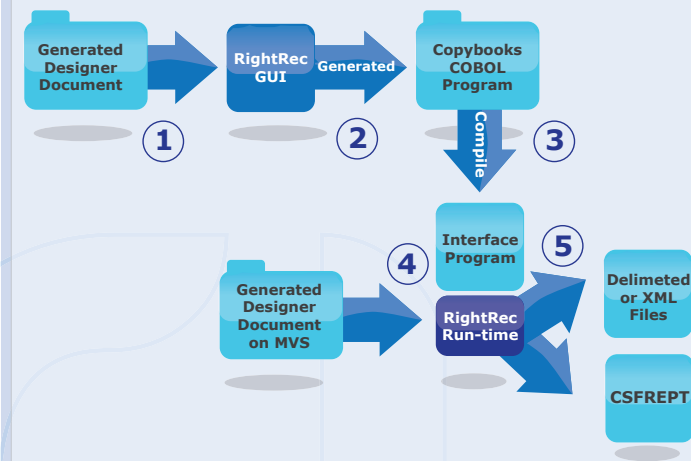 Generated
Designer
Document
RightRec
GUI
Generated
Copybooks
COBOL
Program
1
2
Compile
3
Interface
Program
4
5
Generated
Designer
Document
on MVS
RightRec
Run-time
Delimeted
or XML
Files
CSFREPT